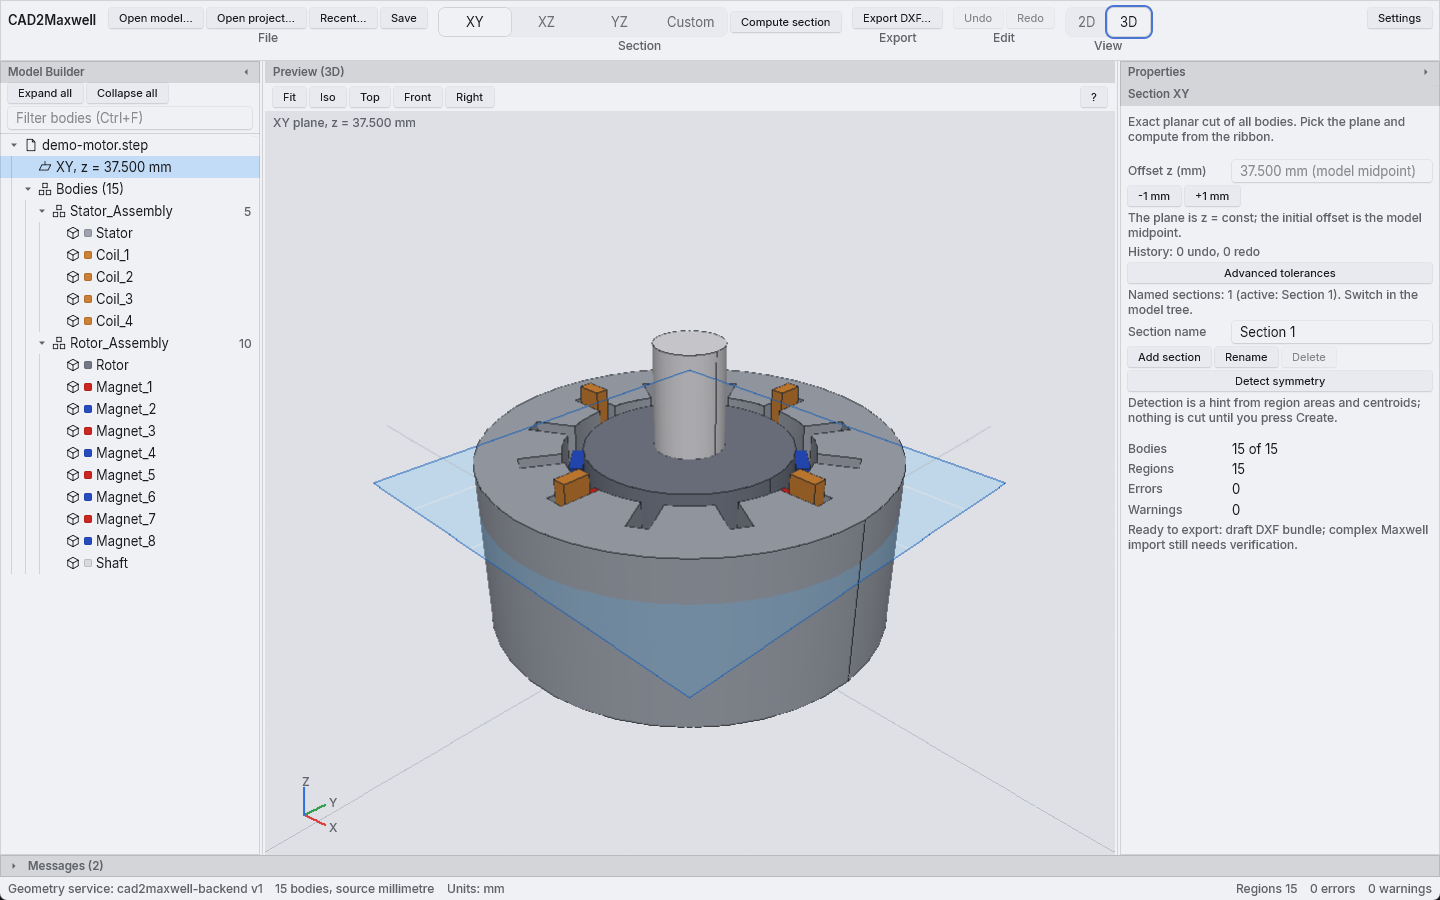 CAD2Maxwell
Open model...
Open project...
Recent...
Save
File
XY
XZ
YZ
Custom
Compute section
Section
Export DXF...
Export
Undo
Redo
Edit
2D
3D
View
Settings
Model Builder
Expand all
Collapse all
Filter bodies (Ctrl+F)
demo-motor.step
XY, z = 37.500 mm
Bodies (15)
Stator_Assembly 5
Stator
Coil_1
Coil_2
Coil_3
Coil_4
Rotor_Assembly 10
Rotor
Magnet_1
Magnet_2
Magnet_3
Magnet_4
Magnet_5
Magnet_6
Magnet_7
Magnet_8
Shaft
Preview (3D)
Fit
Iso
Top
Front
Right
?
XY plane, z = 37.500 mm
Z
Y
X
Properties
Section XY
Exact planar cut of all bodies. Pick the plane and
compute from the ribbon.
Offset z (mm) 37.500 mm (model midpoint)
-1 mm
+1 mm
The plane is z = const; the initial offset is the model
midpoint.
History: 0 undo, 0 redo
Advanced tolerances
Named sections: 1 (active: Section 1). Switch in the
model tree.
Section name Section 1
Add section
Rename
Delete
Detect symmetry
Detection is a hint from region areas and centroids;
nothing is cut until you press Create.
Bodies 15 of 15
Regions 15
Errors 0
Warnings 0
Ready to export: draft DXF bundle; complex Maxwell
import still needs verification.
Messages (2)
Geometry service: cad2maxwell-backend v1 15 bodies, source millimetre Units: mm
Regions 15 0 errors 0 warnings